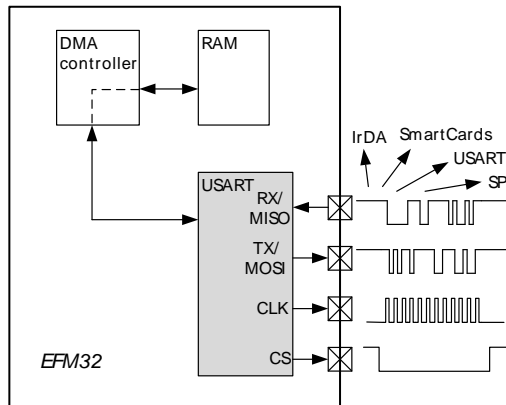 DMA
controller
RAM
IrDA
SmartCards
USART
SP
USART
RX/
MISO
TX/
MOSI
CLK
CS
EFM32